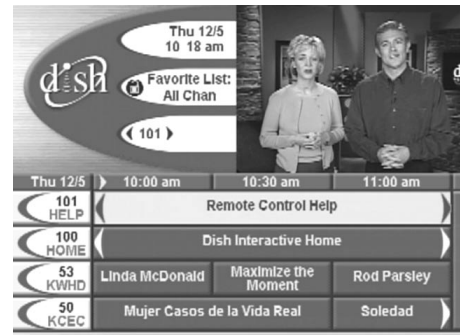 Thu 12/5
10 18 am
dish
Favorite List:
All Chan
101
dish
Thu 12/5 10:00 am 10:30 am 11:00 am
101
HELP
Remote Control Help
100
HOME
Dish Interactive Home
53
KWHD
Linda McDonald
Maximize the
Moment
Rod Parsley
50
KCEC
Mujer Casos de la Vida Real
Soledad